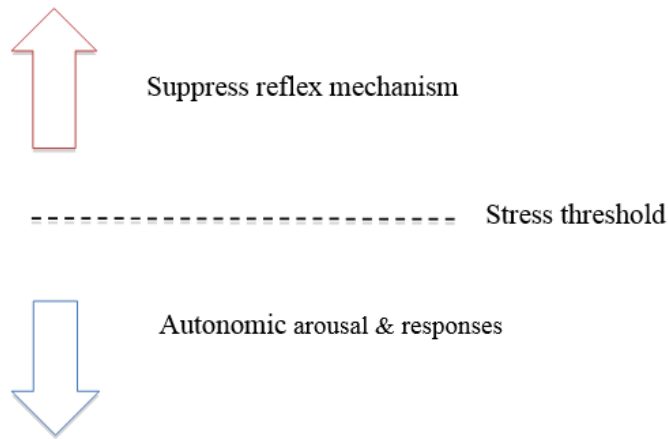 Suppress reflex mechanism
Stress threshold
Autonomic arousal & responses